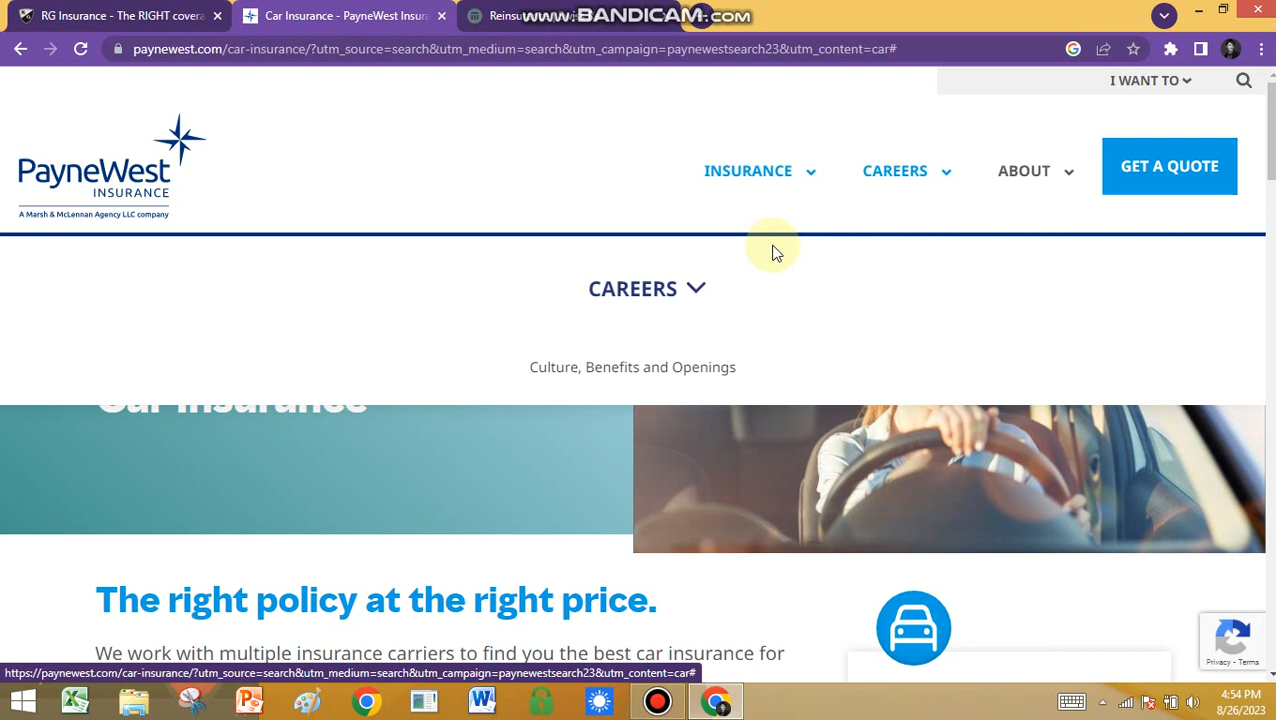 RG Insurance - The RIGHT covera
Car Insurance - PayneWest Insur
Reinsu
www.BANDICAM.com
paynewest.com/car-insurance/?utm_source=search&utm_medium=search&utm_campaign=paynewestsearch23&utm_content=car#
I WANT TO
PayneWest
INSURANCE
A Marsh & McLennan Agency LLC company
INSURANCE
CAREERS
ABOUT
GET A QUOTE
CAREERS
Culture, Benefits and Openings
Car Insurance
The right policy at the right price.
We work with multiple insurance carriers to find you the best car insurance for
Privacy - Terms
https://paynewest.com/car-insurance/?utm_source=search&utm_medium=search&utm_campaign=paynewestsearch23&utm_content=car#
4:54 PM
8/26/2023